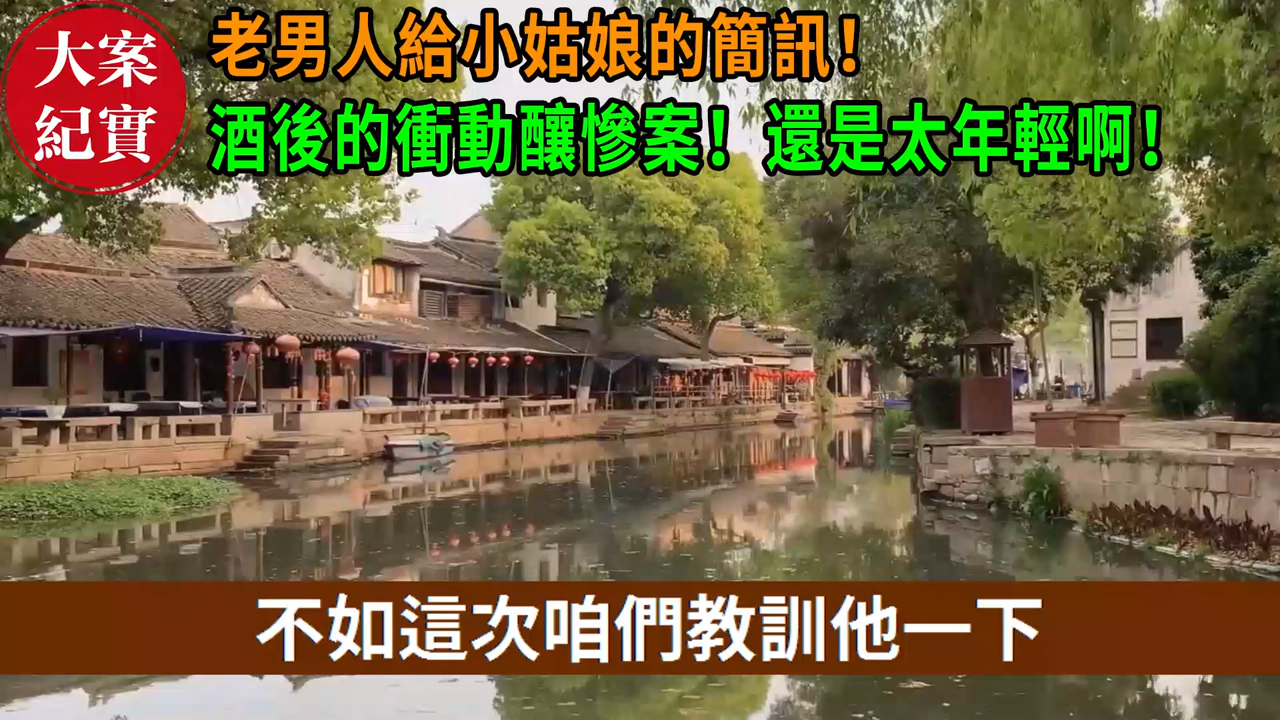 大案
紀實
老男人給小姑娘的簡訊！
酒後的衝動釀慘案！還是太年輕啊！
不如這次咱們教訓他一下